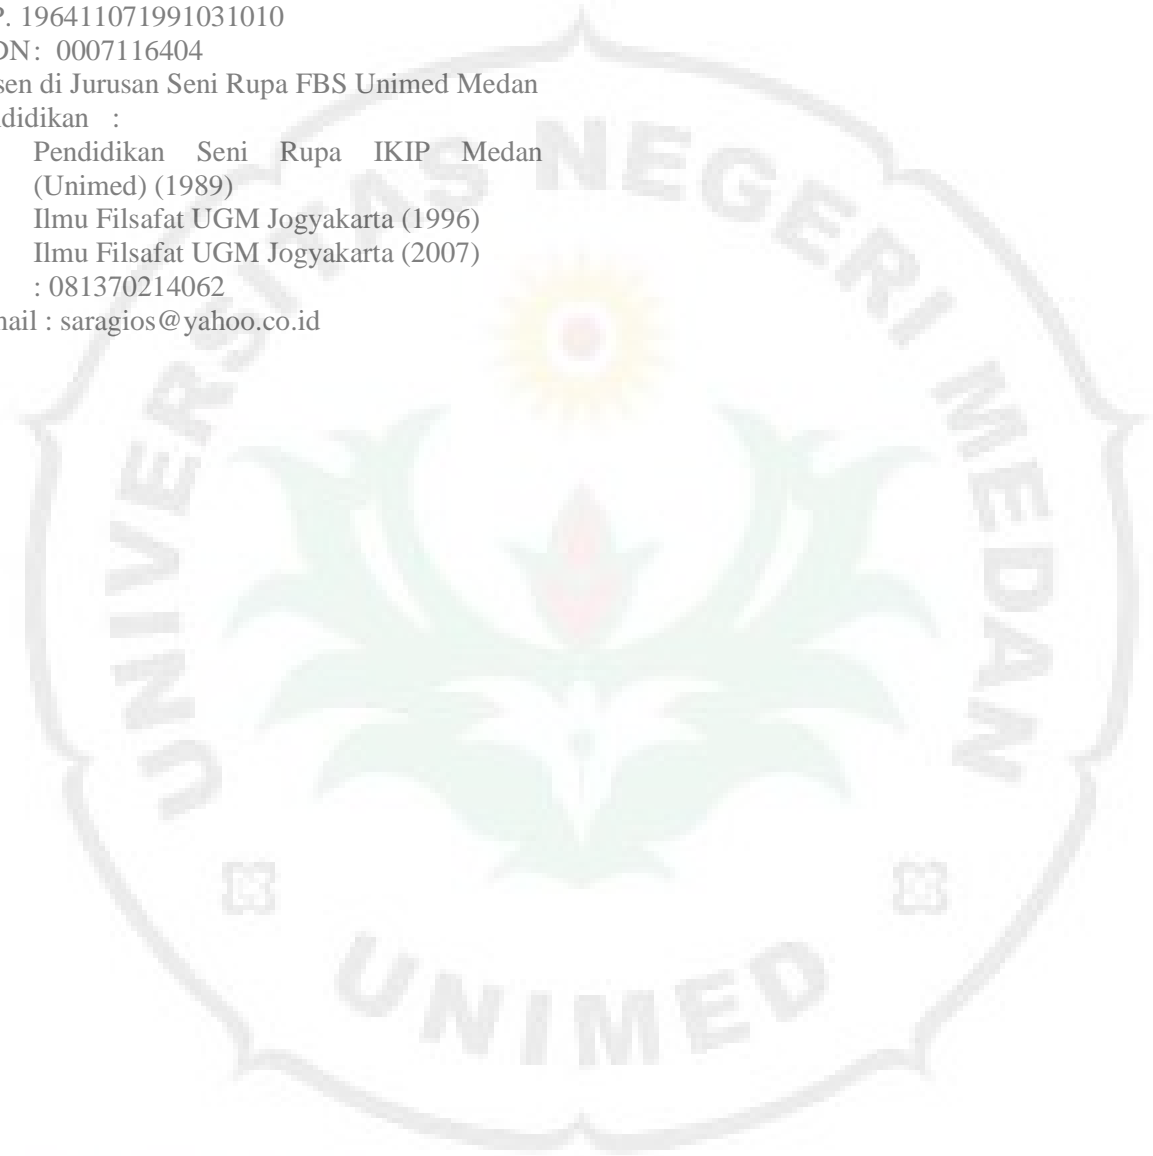 P. 196411071991031010
DN: 0007116404
sen di Jurusan Seni Rupa FBS Unimed Medan
didikan :
Pendidikan Seni Rupa IKIP Medan
(Unimed) (1989)
Ilmu Filsafat UGM Jogyakarta (1996)
Ilmu Filsafat UGM Jogyakarta (2007)
: 081370214062
nail : saragios@yahoo.co.id
UNIVERSITAS NEGERI MEDAN
UNIMED